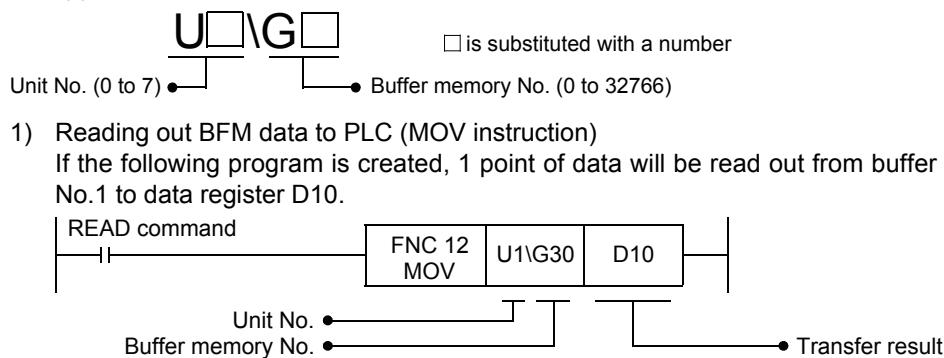 U□\G□
□ is substituted with a number
Unit No. (0 to 7)
Buffer memory No. (0 to 32766)
1) Reading out BFM data to PLC (MOV instruction)
If the following program is created, 1 point of data will be read out from buffer
No.1 to data register D10.
READ command
FNC 12
MOV
U1\G30
D10
Unit No.
Buffer memory No.
Transfer result